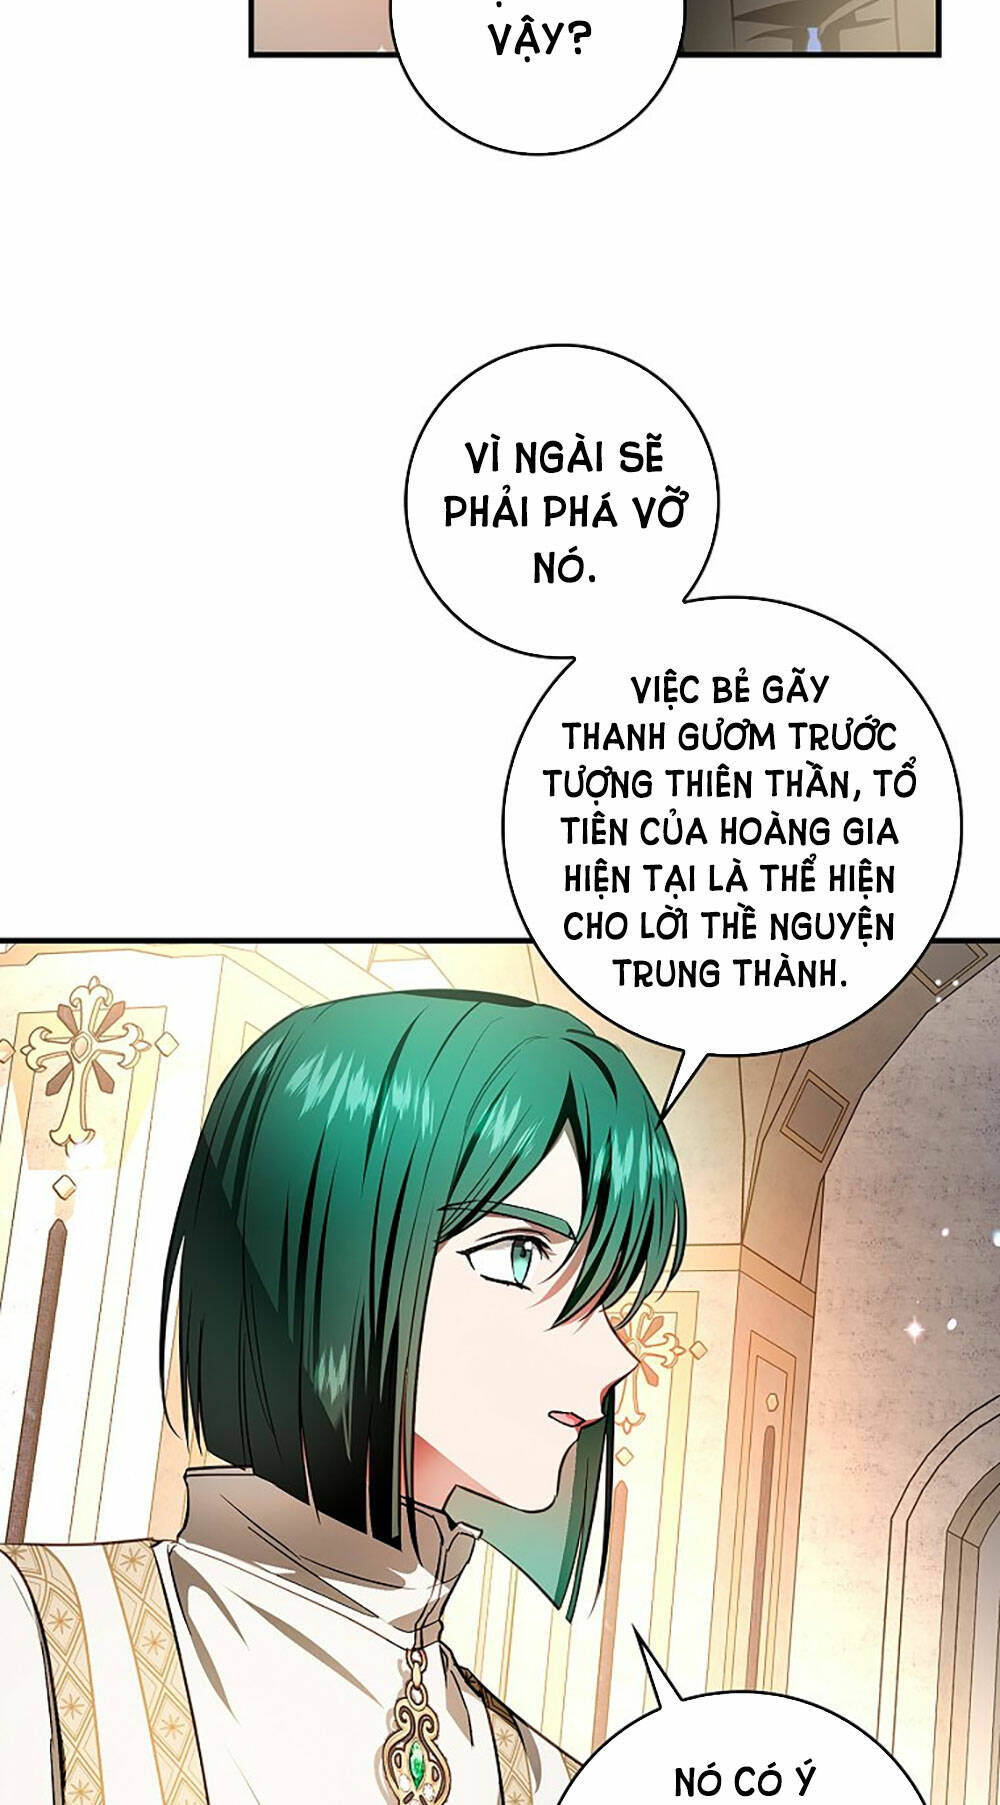 VẬY?
VÌ NGÀI SẼ
PHẢI PHÁ VỠ
NÓ.
VIỆC BẺ GÃY
THANH GƯƠM TRƯỚC
TƯỢNG THIÊN THẦN, TỔ
TIÊN CỦA HOÀNG GIA
HIỆN TẠI LÀ THỂ HIỆN
CHO LỜI THỀ NGUYỆN
TRUNG THÀNH.
NÓ CÓ Ý